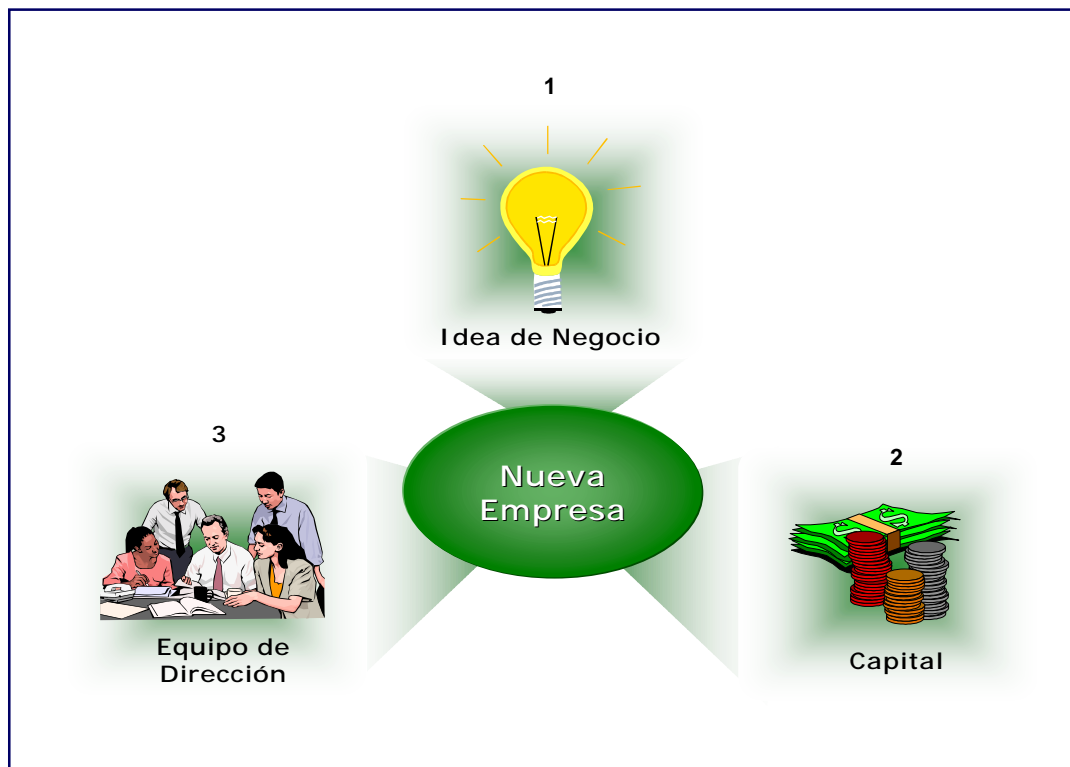 1
Idea de Negocio
Nueva
Empresa
3
Equipo de
Dirección
2
Capital